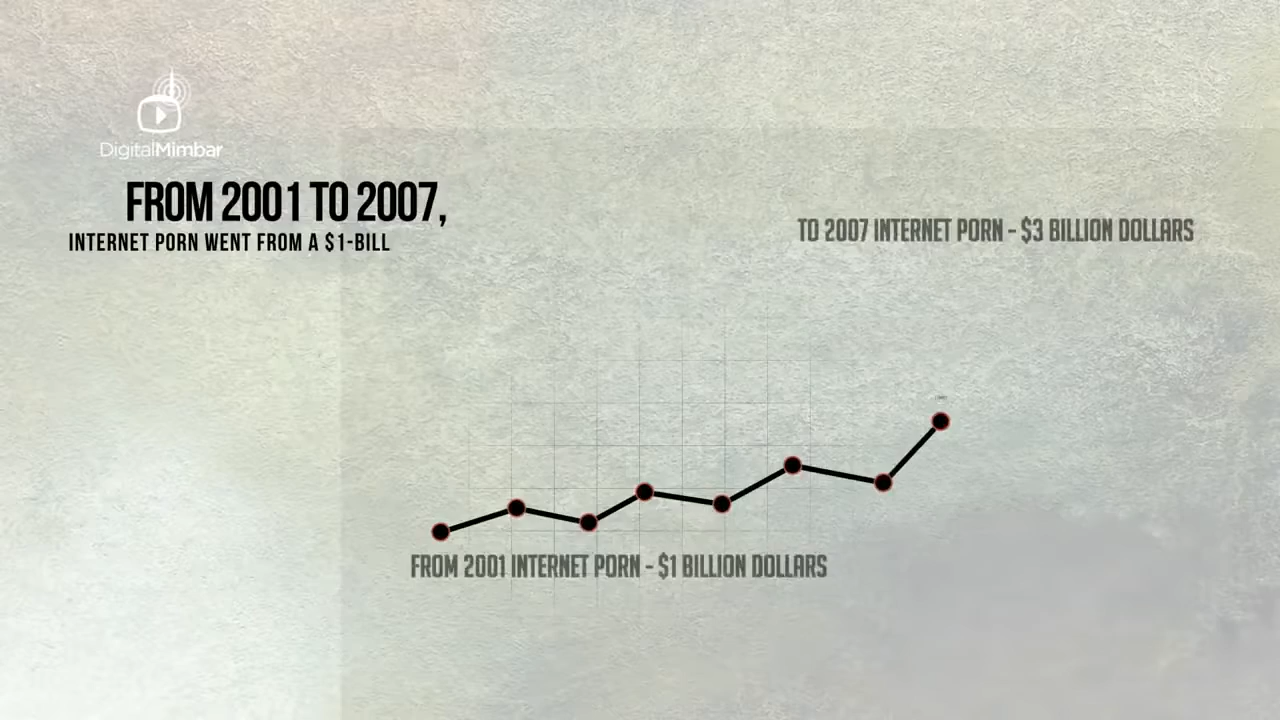 DigitalMimbar
FROM 2001 TO 2007,
INTERNET PORN WENT FROM A $1-BILL
TO 2007 INTERNET PORN - $3 BILLION DOLLARS
FROM 2001 INTERNET PORN - $1 BILLION DOLLARS